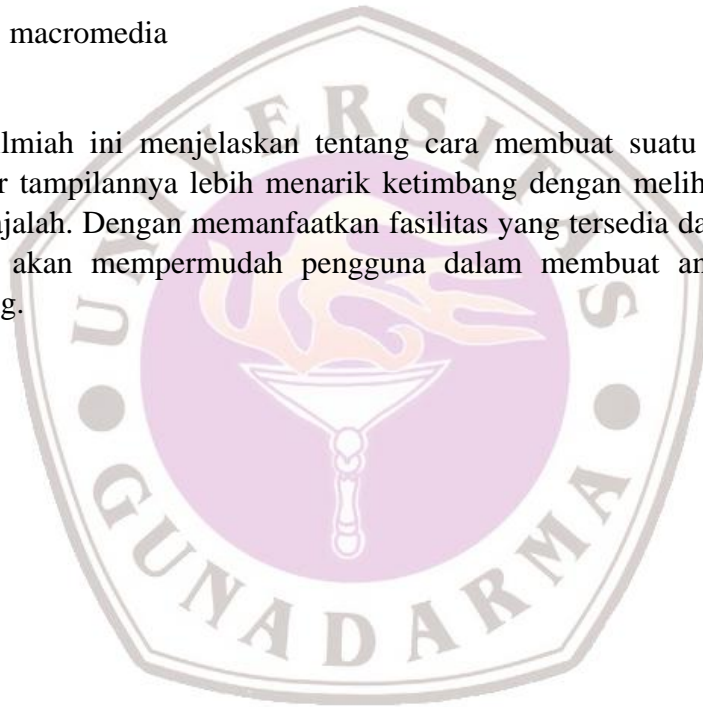 macromedia
lmiah ini menjelaskan tentang cara membuat suatu
r tampilannya lebih menarik ketimbang dengan melih
ajalah. Dengan memanfaatkan fasilitas yang tersedia da
akan mempermudah pengguna dalam membuat an
g.
UNIVERSITAS
GUNADARMA